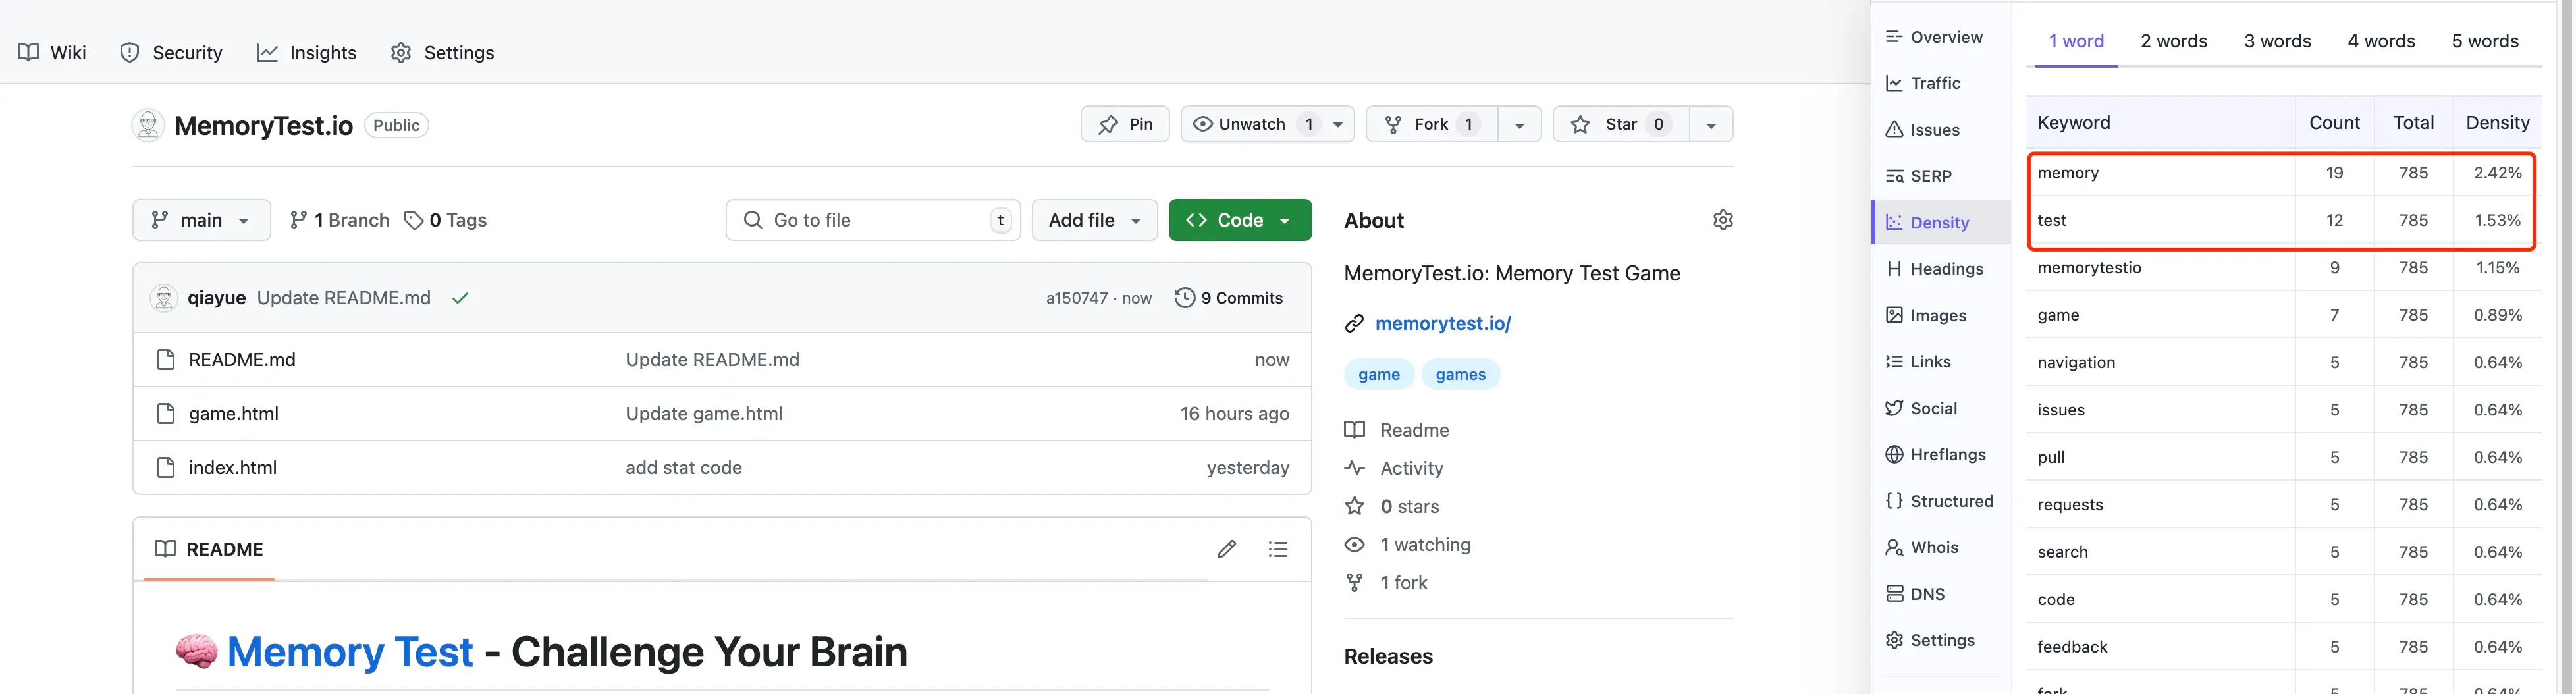 Wiki Security Insights Settings
MemoryTest.io Public
Pin Unwatch 1 Fork 1 Star 0
main 1 Branch 0 Tags Go to file t Add file Code
qiayue Update README.md a150747 · now 9 Commits
README.md Update README.md now
game.html Update game.html 16 hours ago
index.html add stat code yesterday
README
🧠 Memory Test - Challenge Your Brain
About
MemoryTest.io: Memory Test Game
memorytest.io/
game games
Readme
Activity
0 stars
1 watching
1 fork
Releases
Overview
Traffic
Issues
SERP
Density
Headings
Images
Links
Social
Hreflangs
Structured
Whois
DNS
Settings
1 word 2 words 3 words 4 words 5 words
Keyword Count Total Density
memory 19 785 2.42%
test 12 785 1.53%
memorytestio 9 785 1.15%
game 7 785 0.89%
navigation 5 785 0.64%
issues 5 785 0.64%
pull 5 785 0.64%
requests 5 785 0.64%
search 5 785 0.64%
code 5 785 0.64%
feedback 5 785 0.64%
fork 5 785 0.64%